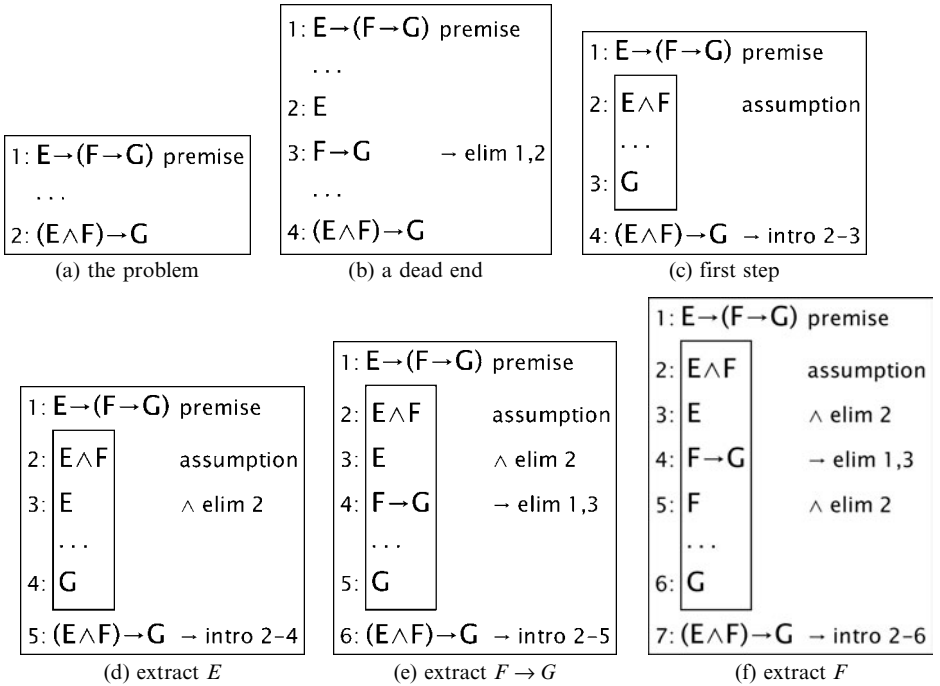 1: E→(F→G) premise
...
2: (E∧F)→G
(a) the problem
1: E→(F→G) premise
...
2: E
3: F→G → elim 1,2
...
4: (E∧F)→G
(b) a dead end
1: E→(F→G) premise
2: E∧F assumption
...
3: G
4: (E∧F)→G → intro 2–3
(c) first step
1: E→(F→G) premise
2: E∧F assumption
3: E ∧ elim 2
...
4: G
5: (E∧F)→G → intro 2–4
(d) extract E
1: E→(F→G) premise
2: E∧F assumption
3: E ∧ elim 2
4: F→G → elim 1,3
...
5: G
6: (E∧F)→G → intro 2–5
(e) extract F → G
1: E→(F→G) premise
2: E∧F assumption
3: E ∧ elim 2
4: F→G → elim 1,3
5: F ∧ elim 2
...
6: G
7: (E∧F)→G → intro 2–6
(f) extract F